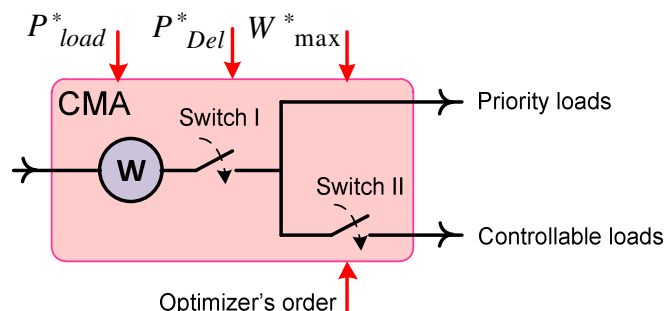 P*load P*Del W*max
CMA
Switch I
Priority loads
W
Switch II
Controllable loads
Optimizer's order